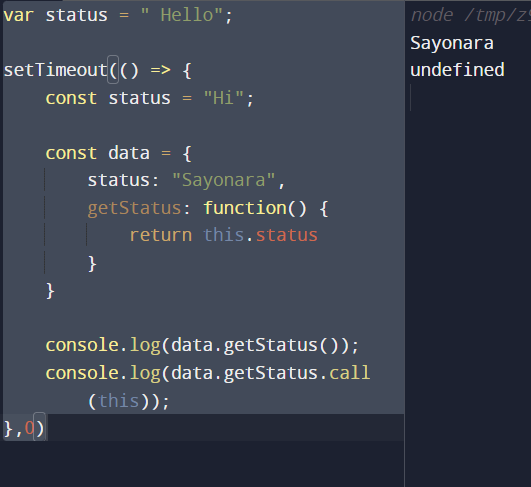 var status = " Hello";
setTimeout(() => {
const status = "Hi";
const data = {
status: "Sayonara",
getStatus: function() {
return this.status
}
}
console.log(data.getStatus());
console.log(data.getStatus.call
(this));
},0)
node /tmp/z
Sayonara
undefined